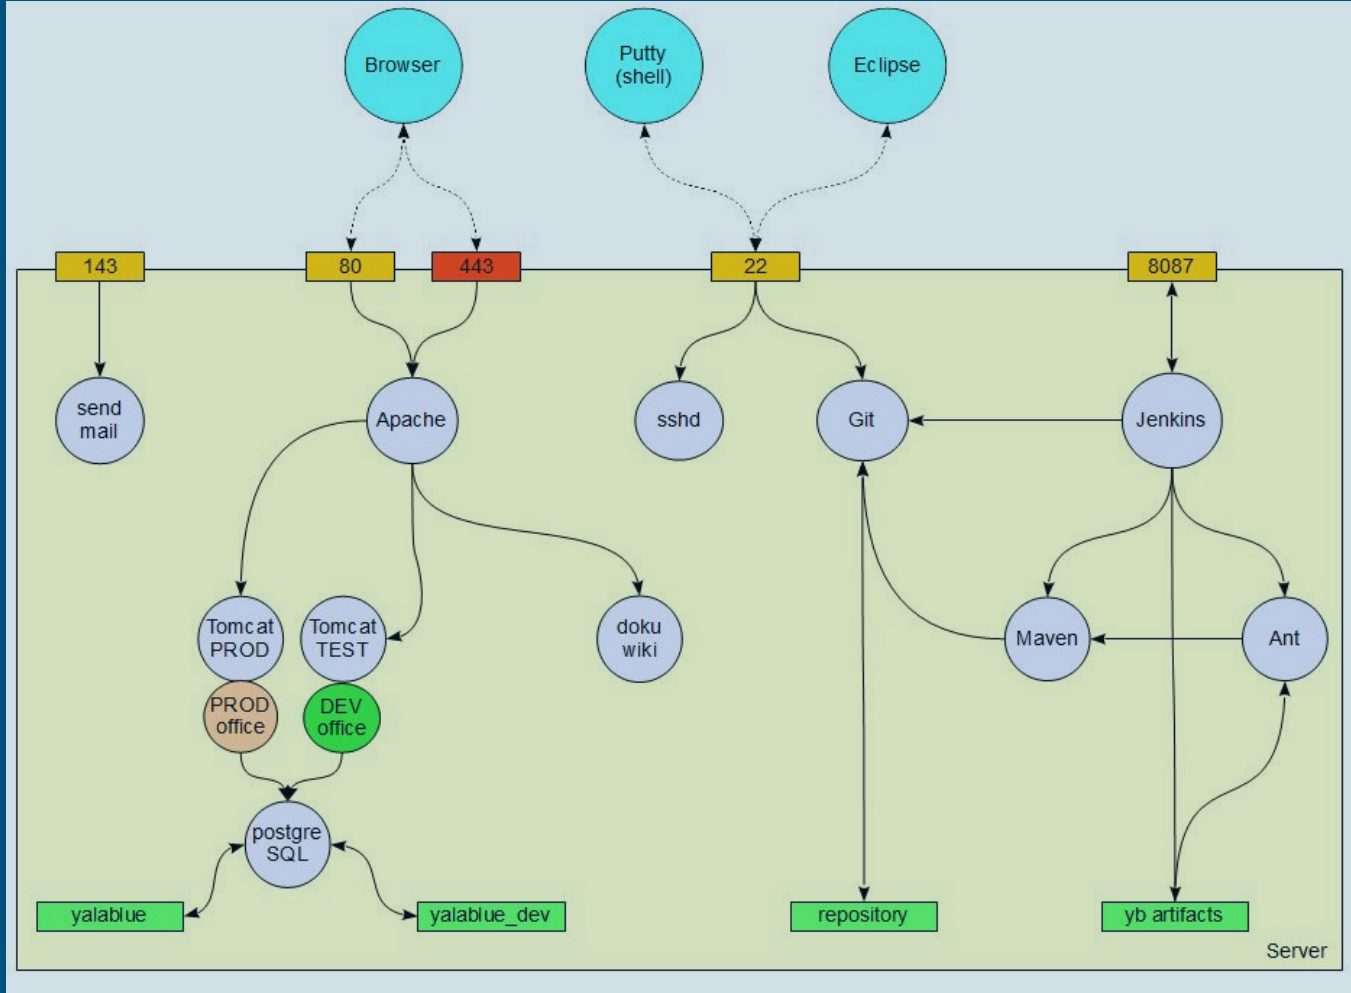 Browser
Putty
(shell)
Eclipse
143
80
443
22
8087
send
mail
Apache
sshd
Git
Jenkins
Tomcat
PROD
Tomcat
TEST
doku
wiki
Maven
Ant
PROD
office
DEV
office
postgre
SQL
yalablue
yalablue_dev
repository
yb artifacts
Server